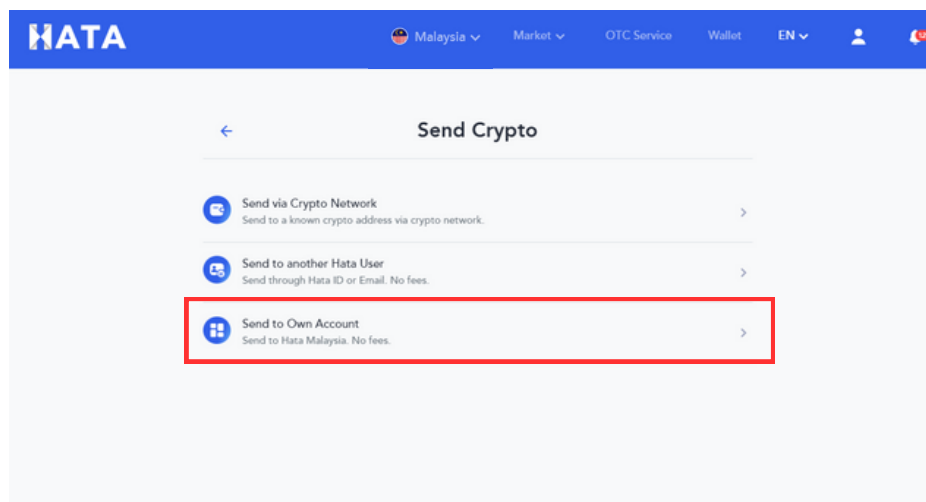 HATA
Malaysia
Market
OTC Service
Wallet
EN
Send Crypto
Send via Crypto Network
Send to a known crypto address via crypto network.
Send to another Hata User
Send through Hata ID or Email. No fees.
Send to Own Account
Send to Hata Malaysia. No fees.